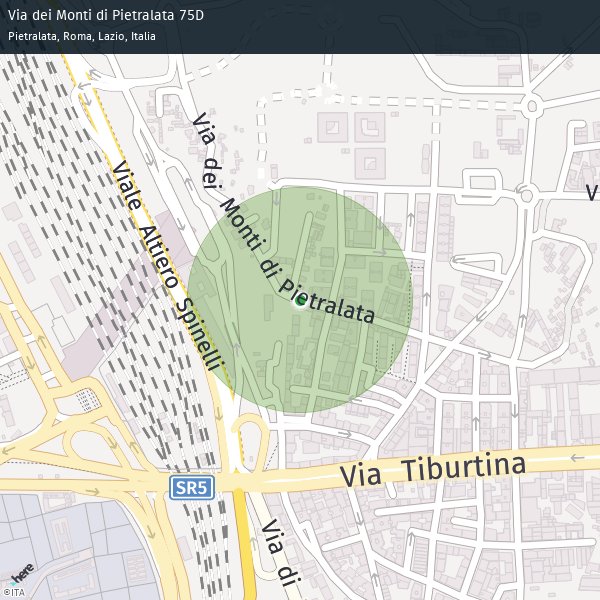 Via dei Monti di Pietralata 75D
Pietralata, Roma, Lazio, Italia
Via dei Monti di Pietralata
Viale Altiero Spinelli
V
Via Tiburtina
SR5
Via di
here
©ITA